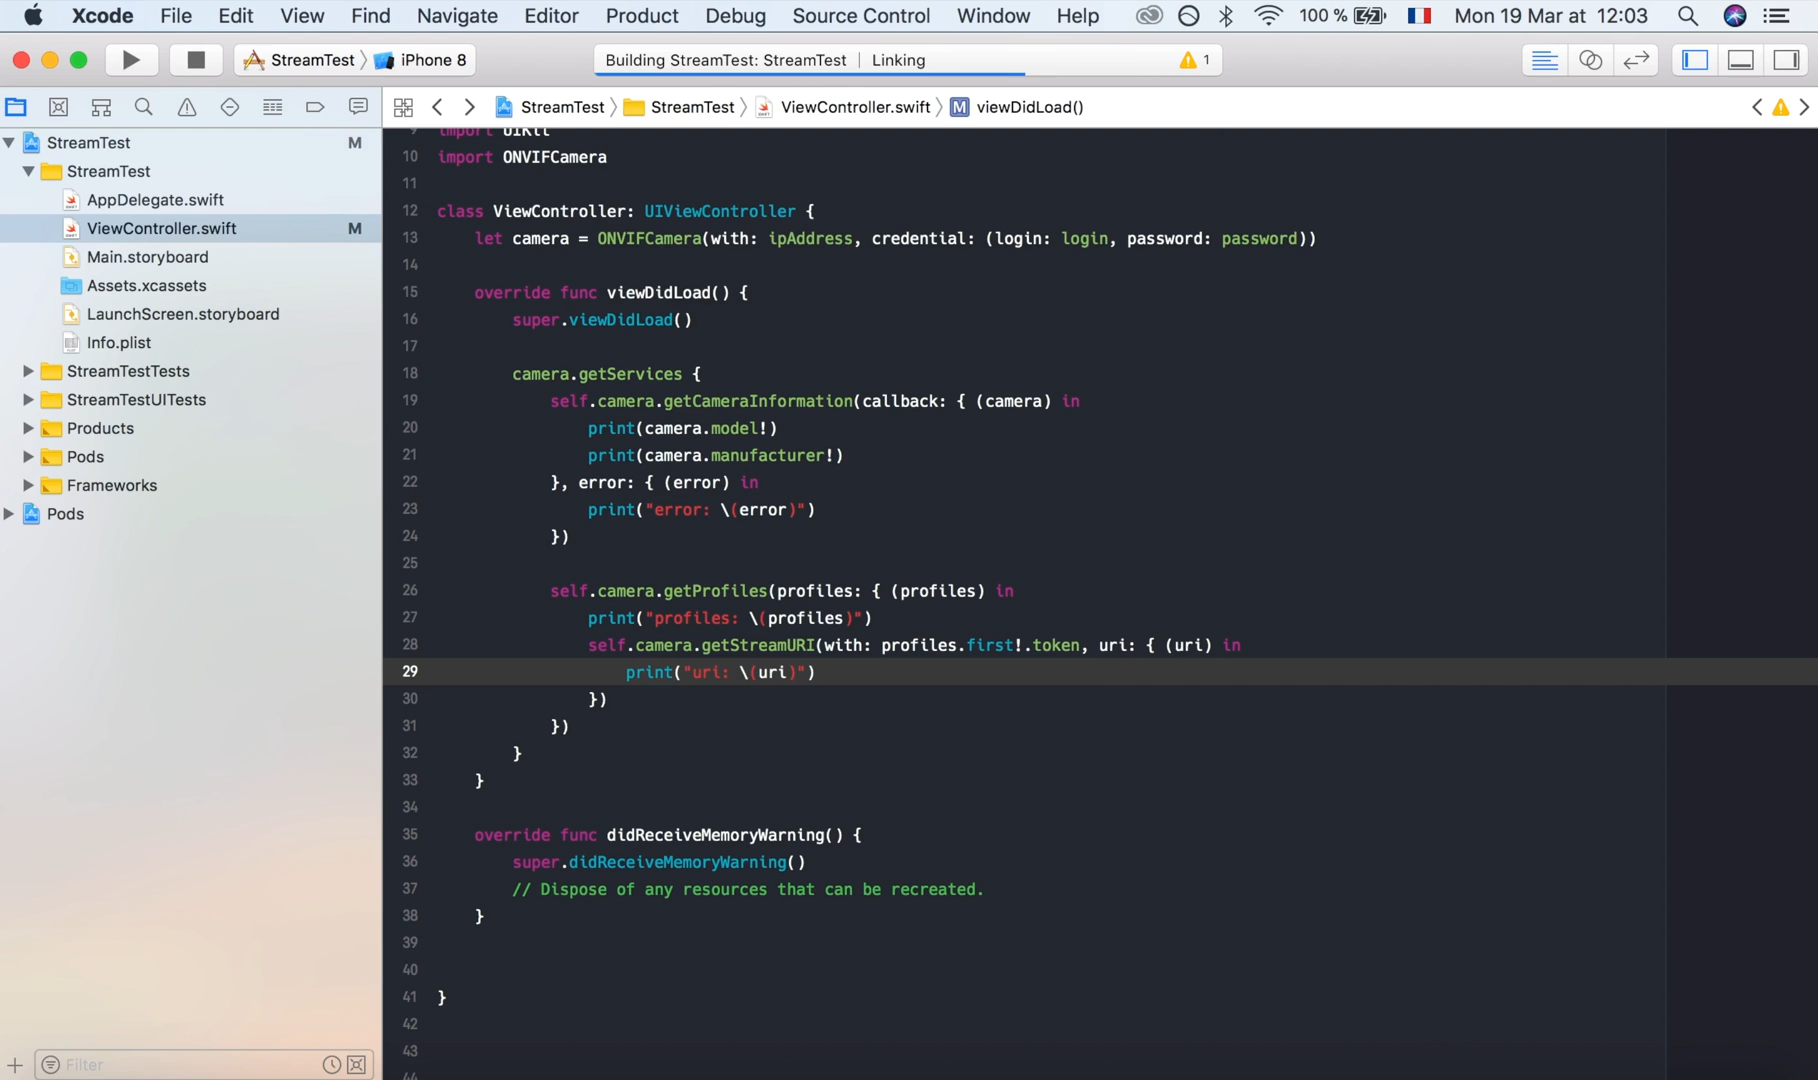 Xcode File Edit View Find Navigate Editor Product Debug Source Control Window Help 100 % Mon 19 Mar at 12:03
StreamTest iPhone 8 Building StreamTest: StreamTest Linking 1
StreamTest StreamTest ViewController.swift M viewDidLoad()
StreamTest M
StreamTest
AppDelegate.swift
ViewController.swift M
Main.storyboard
Assets.xcassets
LaunchScreen.storyboard
Info.plist
StreamTestTests
StreamTestUITests
Products
Pods
Frameworks
Pods
Filter
9 import UIKit
10 import ONVIFCamera
11
12 class ViewController: UIViewController {
13 let camera = ONVIFCamera(with: ipAddress, credential: (login: login, password: password))
14
15 override func viewDidLoad() {
16 super.viewDidLoad()
17
18 camera.getServices {
19 self.camera.getCameraInformation(callback: { (camera) in
20 print(camera.model!)
21 print(camera.manufacturer!)
22 }, error: { (error) in
23 print("error: \(error)")
24 })
25
26 self.camera.getProfiles(profiles: { (profiles) in
27 print("profiles: \(profiles)")
28 self.camera.getStreamURI(with: profiles.first!.token, uri: { (uri) in
29 print("uri: \(uri)")
30 })
31 })
32 }
33 }
34
35 override func didReceiveMemoryWarning() {
36 super.didReceiveMemoryWarning()
37 // Dispose of any resources that can be recreated.
38 }
39
40
41 }
42
43
44